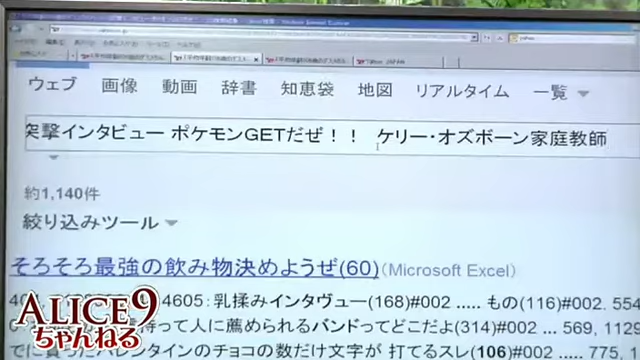 ウェブ 画像 動画 辞書 知恵袋 地図 リアルタイム 一覧
突撃インタビュー ポケモンGETだぜ！！ ケリー・オズボーン家庭教師
約1,140件
絞り込みツール
そろそろ最強の飲み物決めようぜ(60) (Microsoft Excel)
4605：乳揉みインタヴュー(168)#002 ..... もの(116)#002. 554
って人に薦められるバンドってどこだよ(314)#002 ... 569, 1129
バレンタインのチョコの数だけ文字が 打てるスレ(106)#002 ..... 775,
ALICE9
ちゃんねる